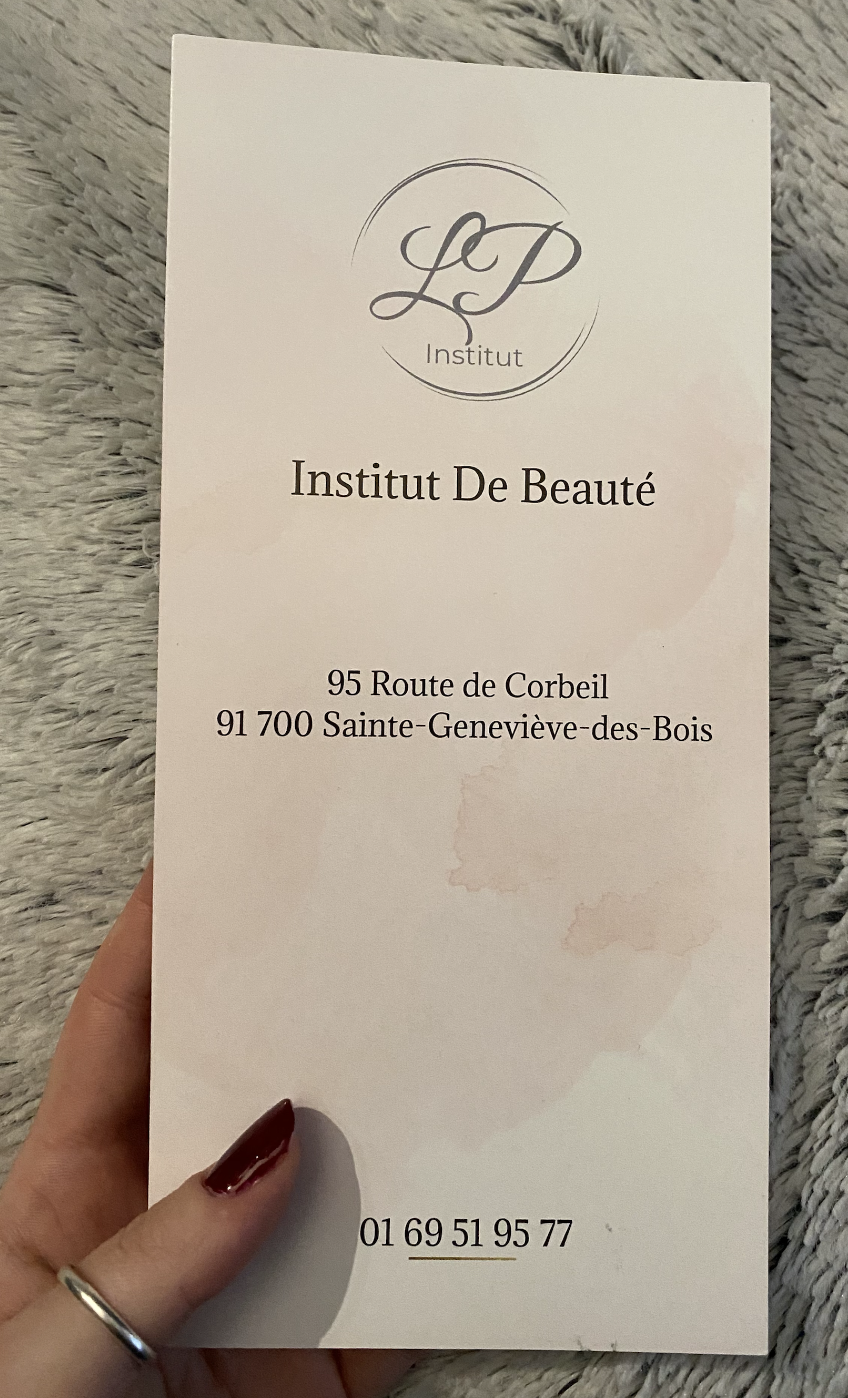 LP
Institut
Institut De Beauté
95 Route de Corbeil
91 700 Sainte-Geneviève-des-Bois
01 69 51 95 77